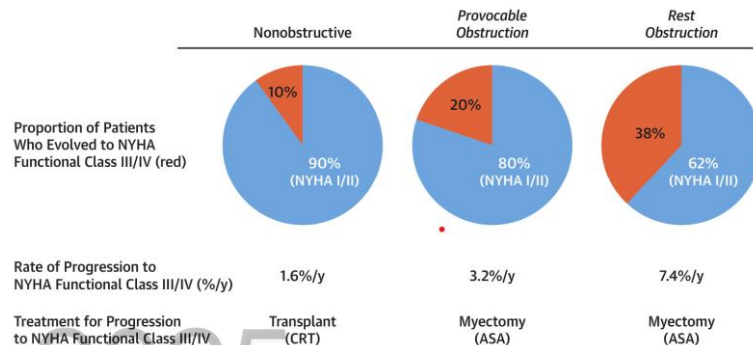 Nonobstructive
Provocable
Obstruction
Rest
Obstruction
Proportion of Patients
Who Evolved to NYHA
Functional Class III/IV (red)
10%
90%
(NYHA I/II)
20%
80%
(NYHA I/II)
38%
62%
(NYHA I/II)
Rate of Progression to
NYHA Functional Class III/IV (%/y)
1.6%/y
3.2%/y
7.4%/y
Treatment for Progression
to NYHA Functional Class III/IV
Transplant
(CRT)
Myectomy
(ASA)
Myectomy
(ASA)